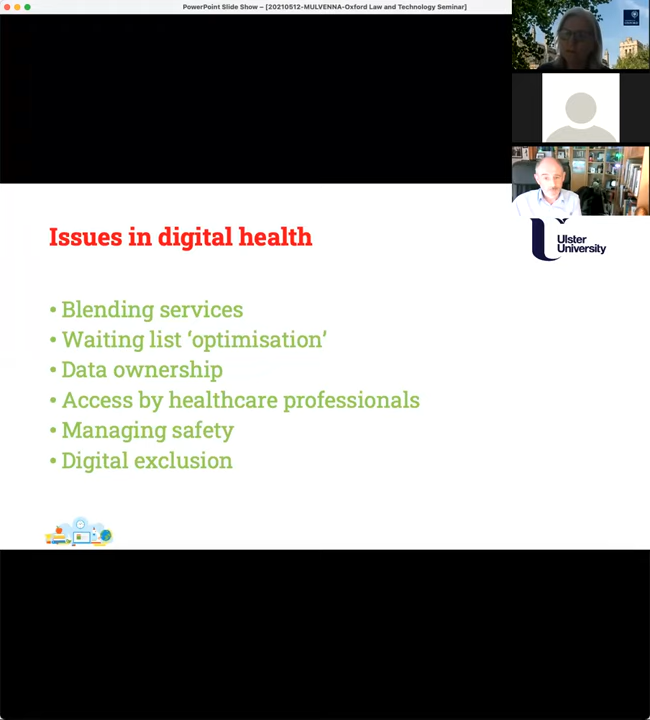 PowerPoint Slide Show – [20210512-MULVENNA-Oxford Law and Technology Seminar]
Issues in digital health
Ulster
University
• Blending services
• Waiting list ‘optimisation’
• Data ownership
• Access by healthcare professionals
• Managing safety
• Digital exclusion